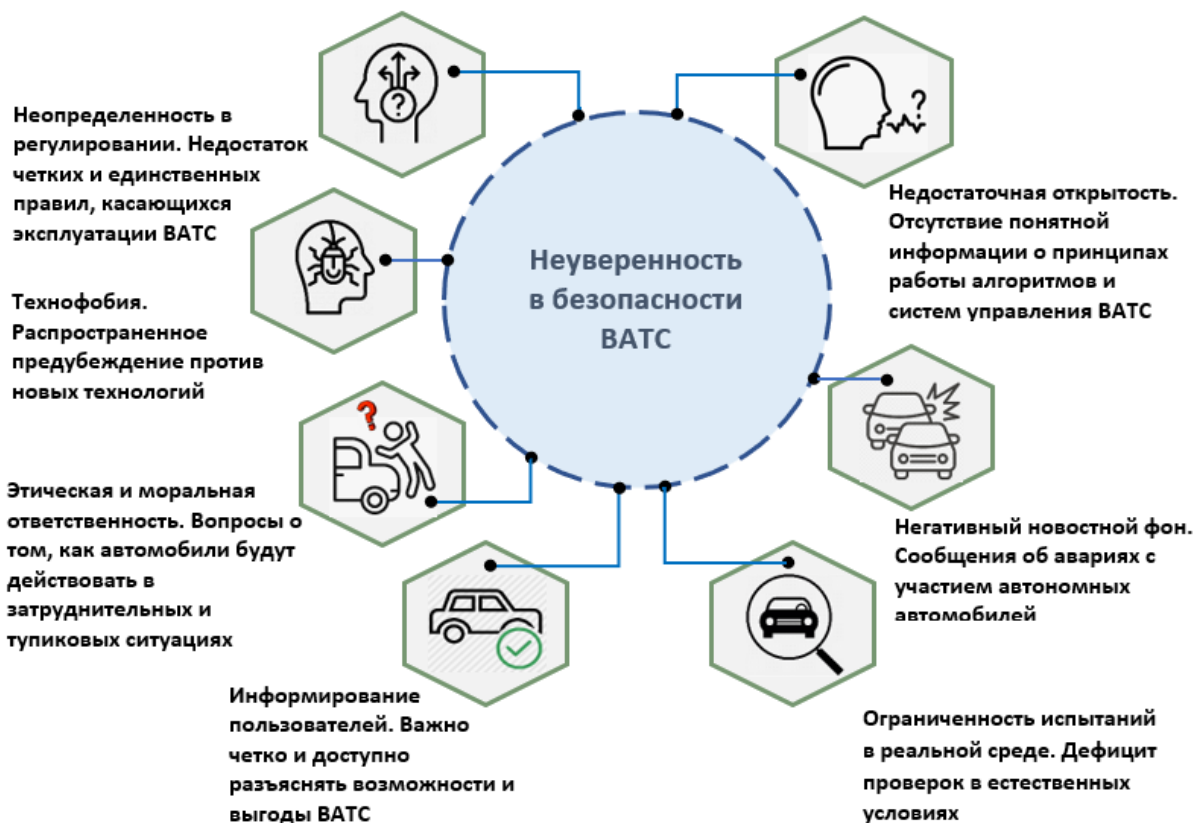 Неуверенность
в безопасности
ВАТС
Неопределенность в
регулировании. Недостаток
четких и единственных
правил, касающихся
эксплуатации ВАТС
Технофобия.
Распространенное
предубеждение против
новых технологий
?
Этическая и моральная
ответственность. Вопросы о
том, как автомобили будут
действовать в
затруднительных и
тупиковых ситуациях
Информирование
пользователей. Важно
четко и доступно
разъяснять возможности и
выгоды ВАТС
?
?
Недостаточная открытость.
Отсутствие понятной
информации о принципах
работы алгоритмов и
систем управления ВАТС
Негативный новостной фон.
Сообщения об авариях с
участием автономных
автомобилей
Ограниченность испытаний
в реальной среде. Дефицит
проверок в естественных
условиях